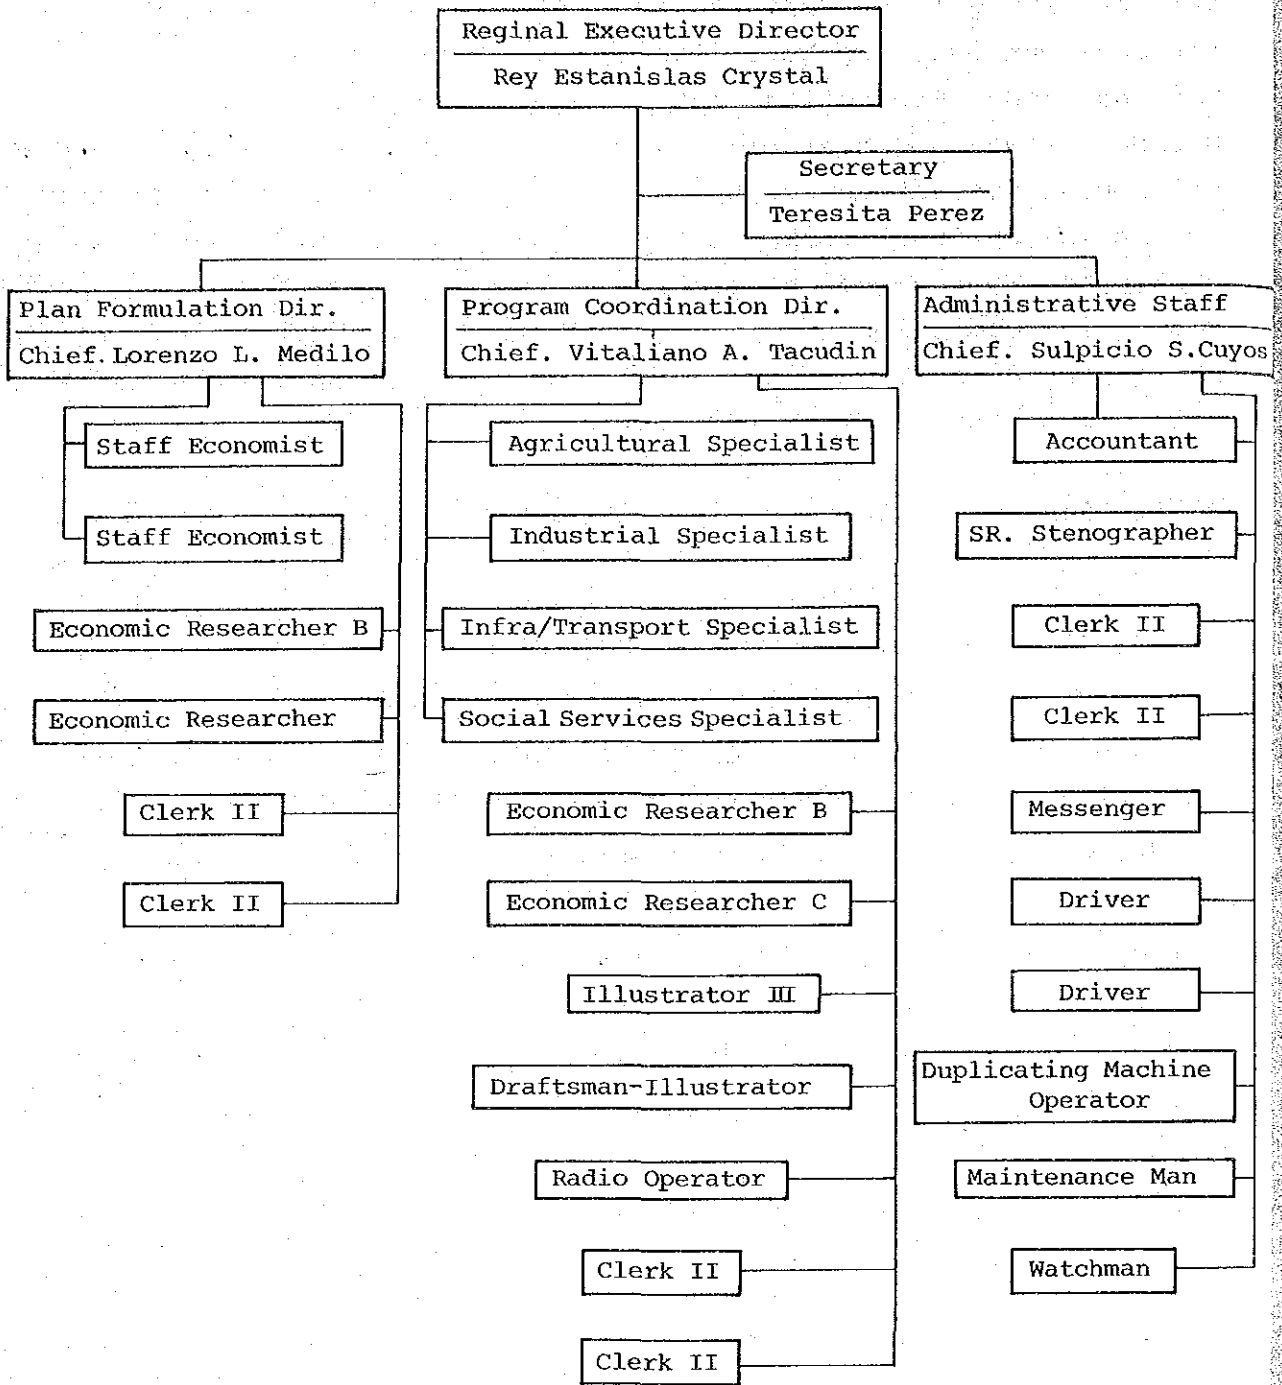 Reginal Executive Director
Rey Estanislas Crystal
Secretary
Teresita Perez
Plan Formulation Dir.
Chief. Lorenzo L. Medilo
Staff Economist
Staff Economist
Economic Researcher B
Economic Researcher
Clerk II
Clerk II
Program Coordination Dir.
Chief. Vitaliano A. Tacudin
Agricultural Specialist
Industrial Specialist
Infra/Transport Specialist
Social Services Specialist
Economic Researcher B
Economic Researcher C
Illustrator III
Draftsman-Illustrator
Radio Operator
Clerk II
Clerk II
Administrative Staff
Chief. Sulpicio S.Cuyos
Accountant
SR. Stenographer
Clerk II
Clerk II
Messenger
Driver
Driver
Duplicating Machine
Operator
Maintenance Man
Watchman